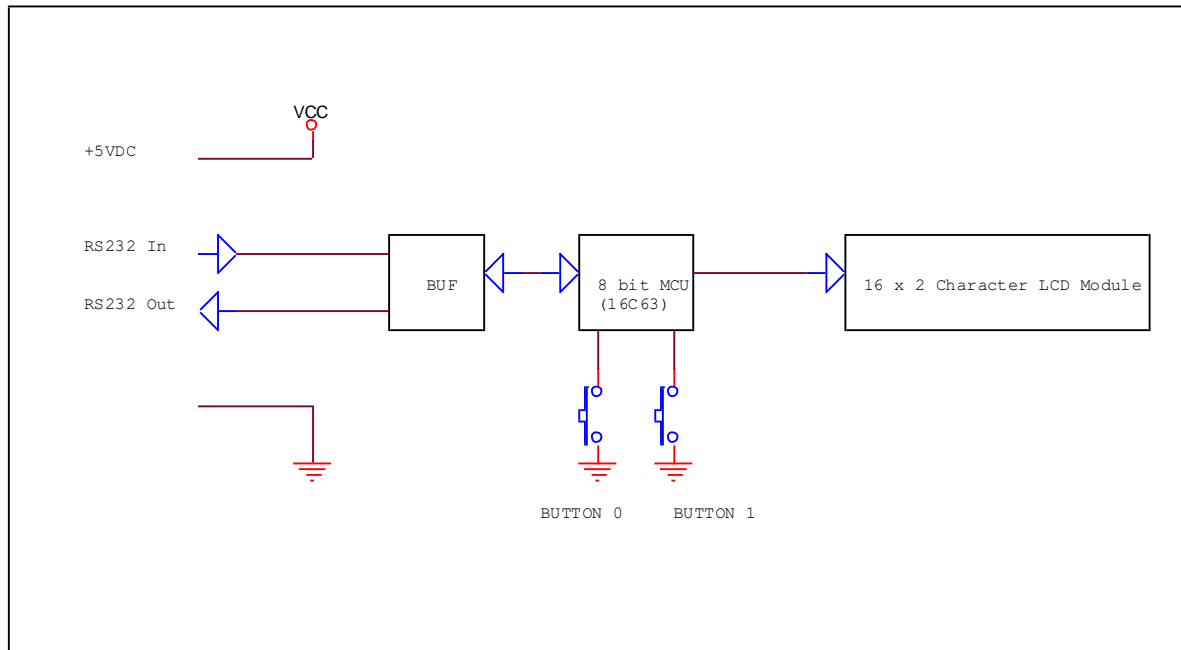 VCC
+5VDC
RS232 In
RS232 Out
BUF
8 bit MCU
(16C63)
16 x 2 Character LCD Module
BUTTON 0
BUTTON 1